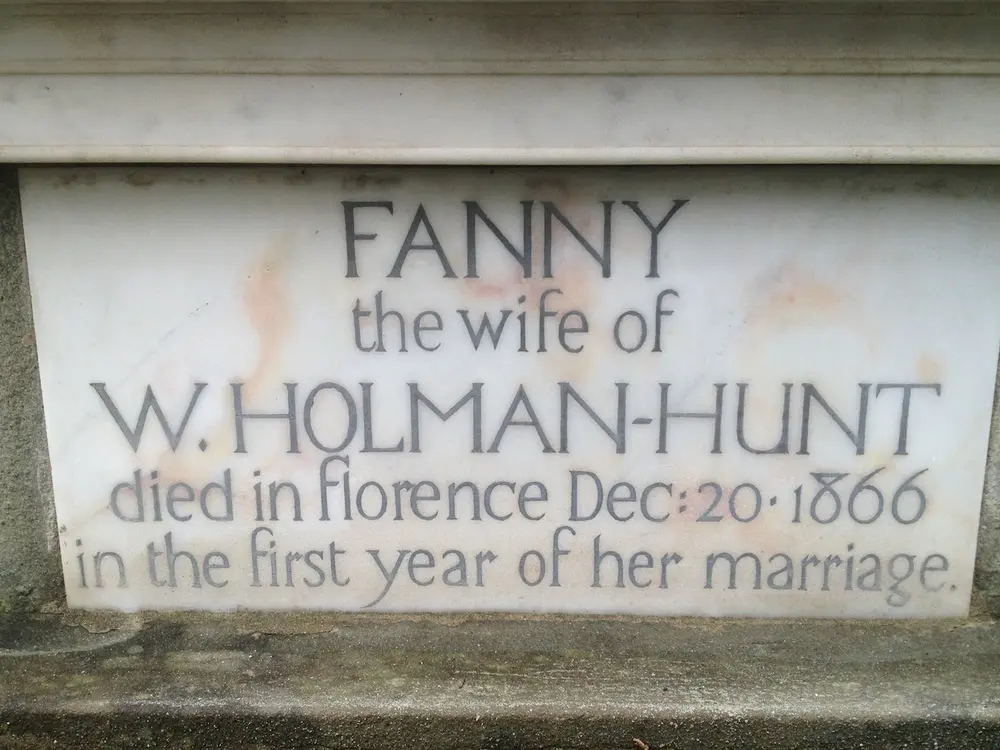 FANNY
the wife of
W. HOLMAN-HUNT
died in florence Dec: 20 · 1866
in the first year of her marriage.